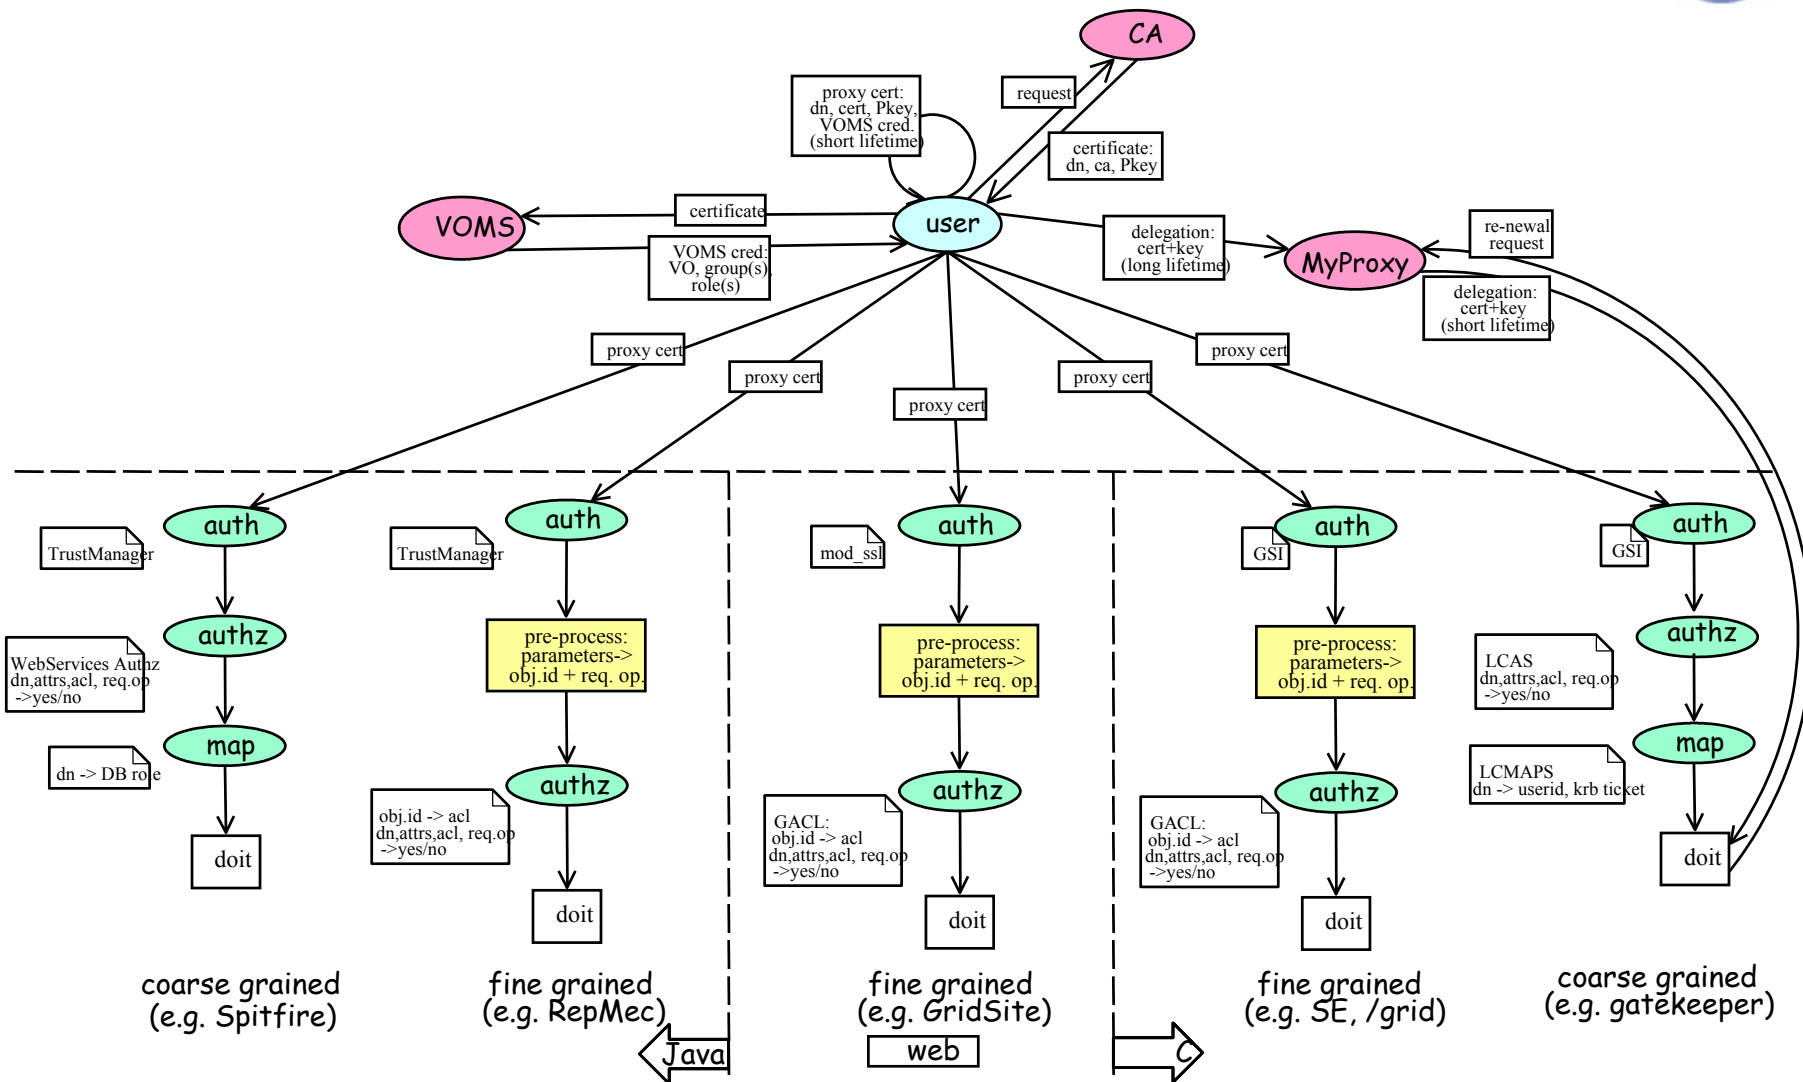 CA
proxy cert:
dn, cert, Pkey,
VOMS cred.
(short lifetime)
request
certificate:
dn, ca, Pkey
VOMS
certificate
user
VOMS cred:
VO, group(s),
role(s)
delegation:
cert+key
(long lifetime)
MyProxy
re-newal
request
delegation:
cert+key
(short lifetime)
proxy cert
proxy cert
proxy cert
proxy cert
proxy cert
TrustManager
auth
TrustManager
auth
mod_ssl
auth
GSI
auth
GSI
auth
WebServices Authz
dn,attrs,acl, req.op
->yes/no
authz
pre-process:
parameters->
obj.id + req. op.
pre-process:
parameters->
obj.id + req. op.
pre-process:
parameters->
obj.id + req. op.
LCAS
dn,attrs,acl, req.op
->yes/no
authz
dn -> DB role
map
obj.id -> acl
dn,attrs,acl, req.op
->yes/no
authz
GACL:
obj.id -> acl
dn,attrs,acl, req.op
->yes/no
authz
GACL:
obj.id -> acl
dn,attrs,acl, req.op
->yes/no
authz
LCMAPS
dn -> userid, krb ticket
map
doit
doit
doit
doit
doit
coarse grained
(e.g. Spitfire)
fine grained
(e.g. RepMec)
fine grained
(e.g. GridSite)
fine grained
(e.g. SE, /grid)
coarse grained
(e.g. gatekeeper)
Java
web
C